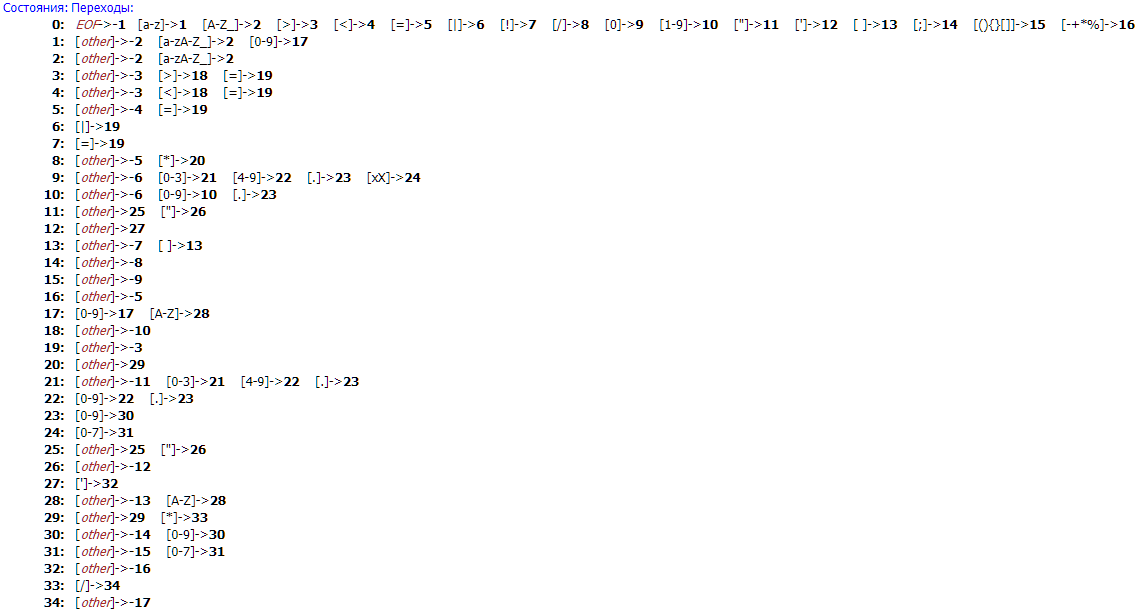 Состояния: Переходы:
0: EOF->-1 [a-z]->1 [A-Z_]->2 [>]->3 [<]->4 [=]->5 [|]->6 [!]->7 [/]->8 [0]->9 [1-9]->10 ["]->11 [']->12 [ ]->13 [;]->14 [(){}[]]->15 [-+*%]->16
1: [other]->-2 [a-zA-Z_]->2 [0-9]->17
2: [other]->-2 [a-zA-Z_]->2
3: [other]->-3 [>]->18 [=]->19
4: [other]->-3 [<]->18 [=]->19
5: [other]->-4 [=]->19
6: [|]->19
7: [=]->19
8: [other]->-5 [*]->20
9: [other]->-6 [0-3]->21 [4-9]->22 [.]->23 [xX]->24
10: [other]->-6 [0-9]->10 [.]->23
11: [other]->25 ["]->26
12: [other]->27
13: [other]->-7 [ ]->13
14: [other]->-8
15: [other]->-9
16: [other]->-5
17: [0-9]->17 [A-Z]->28
18: [other]->-10
19: [other]->-3
20: [other]->29
21: [other]->-11 [0-3]->21 [4-9]->22 [.]->23
22: [0-9]->22 [.]->23
23: [0-9]->30
24: [0-7]->31
25: [other]->25 ["]->26
26: [other]->-12
27: [']->32
28: [other]->-13 [A-Z]->28
29: [other]->29 [*]->33
30: [other]->-14 [0-9]->30
31: [other]->-15 [0-7]->31
32: [other]->-16
33: [/]->34
34: [other]->-17